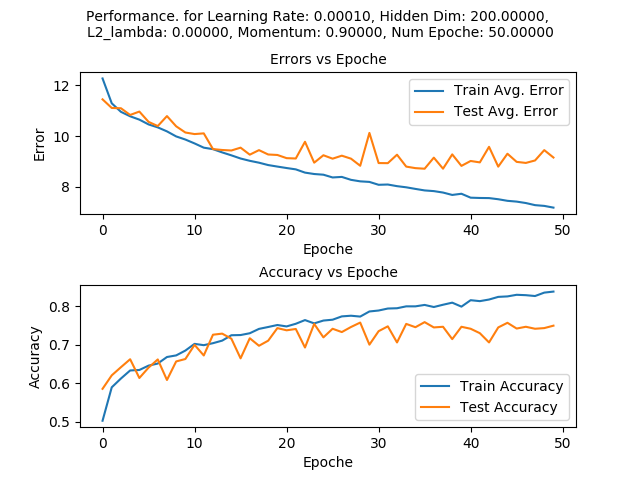 Performance. for Learning Rate: 0.00010, Hidden Dim: 200.00000,
L2_lambda: 0.00000, Momentum: 0.90000, Num Epoche: 50.00000
Errors vs Epoche
12
10
8
Error
Train Avg. Error
Test Avg. Error
0 10 20 30 40 50
Epoche
Accuracy vs Epoche
0.8
0.7
0.6
0.5
Accuracy
Train Accuracy
Test Accuracy
0 10 20 30 40 50
Epoche